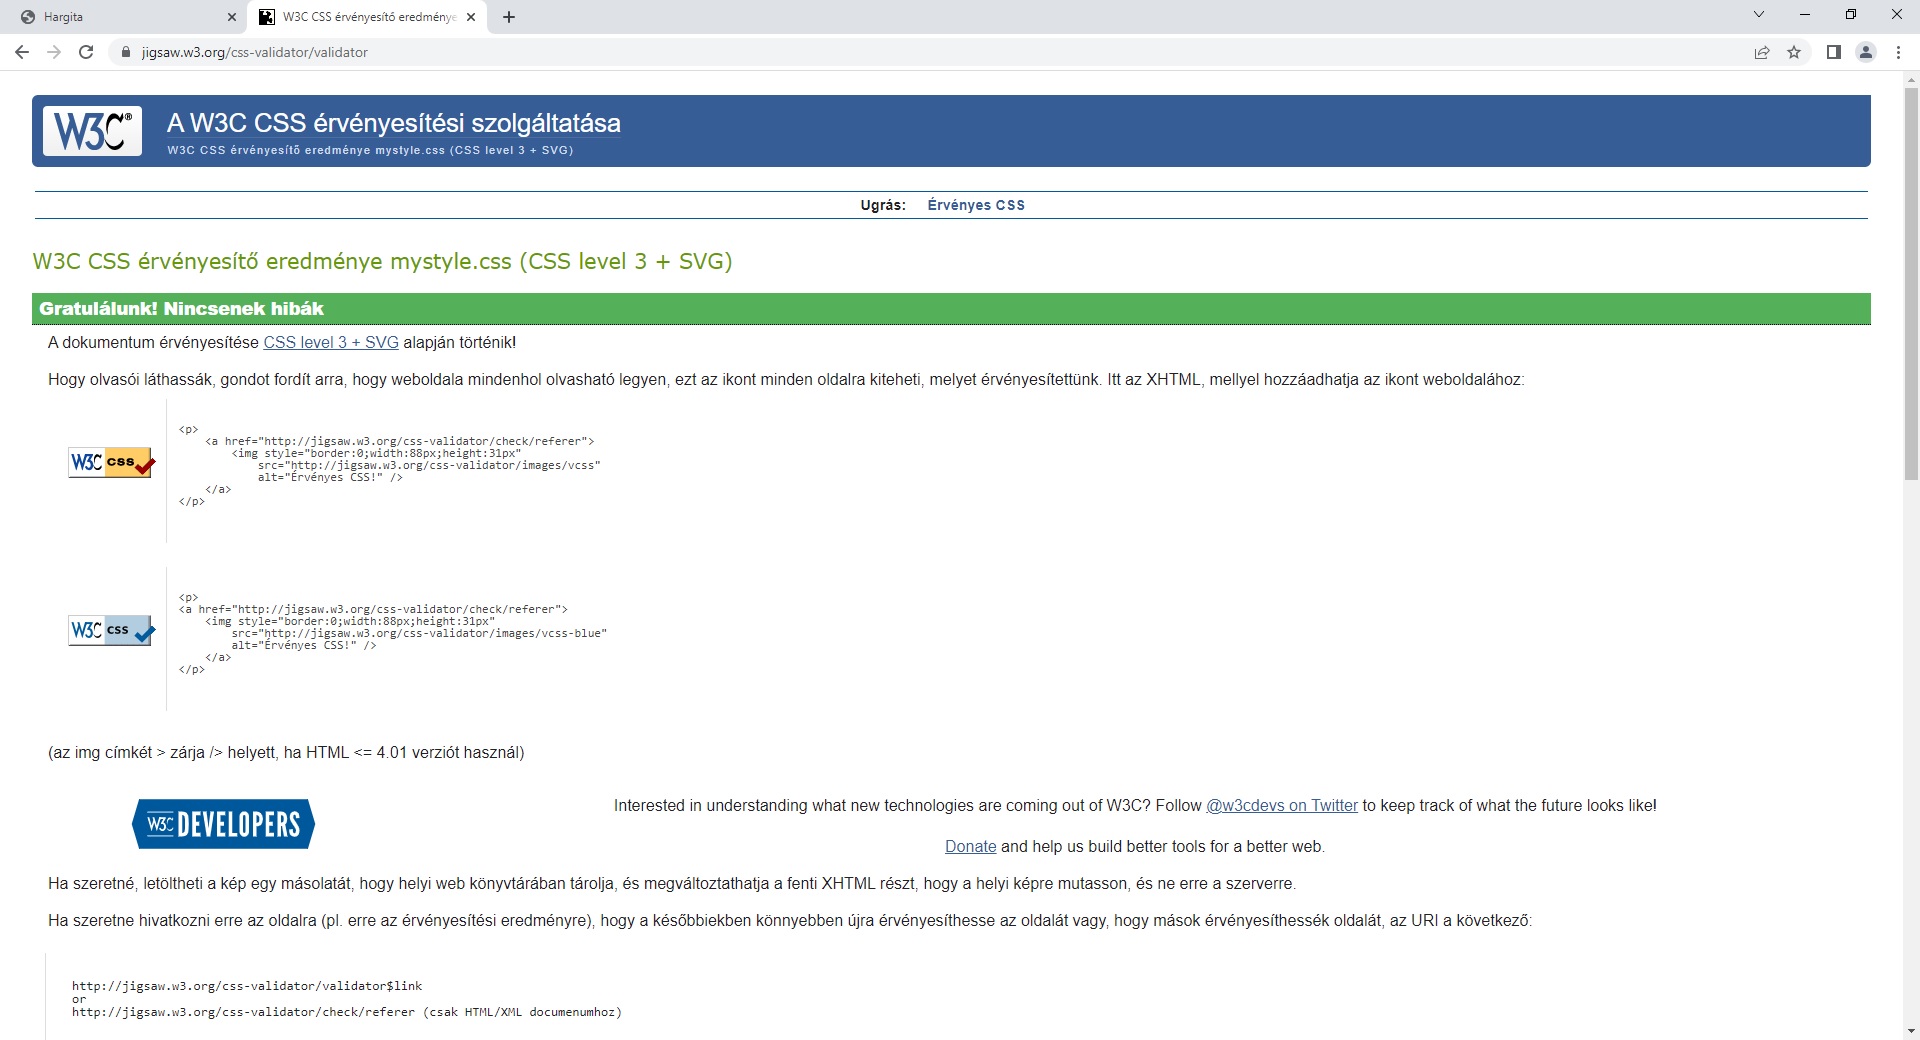 Hargita
W3C CSS érvényesítő eredménye
jigsaw.w3.org/css-validator/validator
W3C®
A W3C CSS érvényesítési szolgáltatása
W3C CSS érvényesítő eredménye mystyle.css (CSS level 3 + SVG)
Ugrás: Érvényes CSS
W3C CSS érvényesítő eredménye mystyle.css (CSS level 3 + SVG)
Gratulálunk! Nincsenek hibák
A dokumentum érvényesítése CSS level 3 + SVG alapján történik!
Hogy olvasói láthassák, gondot fordít arra, hogy weboldala mindenhol olvasható legyen, ezt az ikont minden oldalra kiteheti, melyet érvényesítettünk. Itt az XHTML, mellyel hozzáadhatja az ikont weboldalához:
W3C CSS
<p>
<a href="http://jigsaw.w3.org/css-validator/check/referer">
<img style="border:0;width:88px;height:31px"
src="http://jigsaw.w3.org/css-validator/images/vcss"
alt="Érvényes CSS!" />
</a>
</p>
W3C CSS
<p>
<a href="http://jigsaw.w3.org/css-validator/check/referer">
<img style="border:0;width:88px;height:31px"
src="http://jigsaw.w3.org/css-validator/images/vcss-blue"
alt="Érvényes CSS!" />
</a>
</p>
(az img címkét > zárja /> helyett, ha HTML <= 4.01 verziót használ)
W3C DEVELOPERS
Interested in understanding what new technologies are coming out of W3C? Follow @w3cdevs on Twitter to keep track of what the future looks like!
Donate and help us build better tools for a better web.
Ha szeretné, letöltheti a kép egy másolatát, hogy helyi web könyvtárában tárolja, és megváltoztathatja a fenti XHTML részt, hogy a helyi képre mutasson, és ne erre a szerverre.
Ha szeretne hivatkozni erre az oldalra (pl. erre az érvényesítési eredményre), hogy a későbbiekben könnyebben újra érvényesíthesse az oldalát vagy, hogy mások érvényesíthessék oldalát, az URI a következő:
http://jigsaw.w3.org/css-validator/validator$link
or
http://jigsaw.w3.org/css-validator/check/referer (csak HTML/XML documenumhoz)